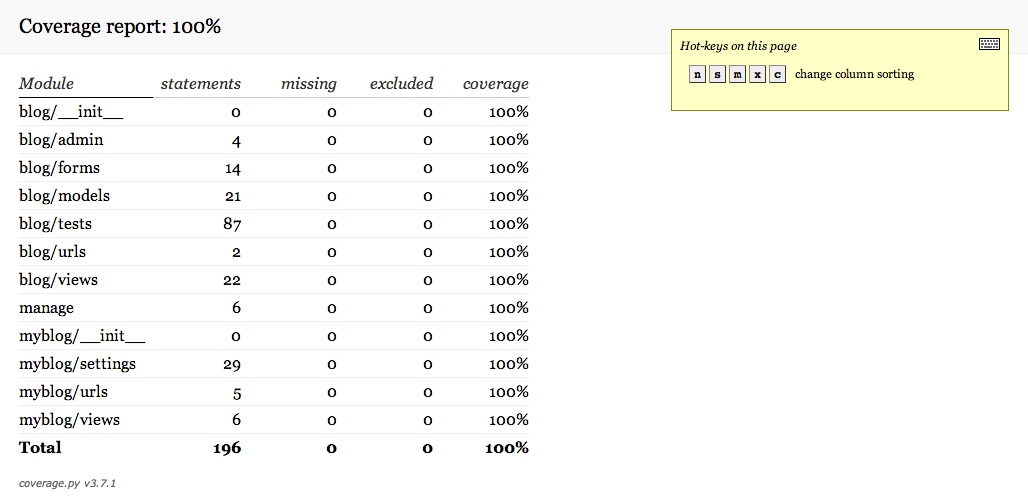 Coverage report: 100%
Hot-keys on this page
n s m x c change column sorting
Module statements missing excluded coverage
blog/__init__ 0 0 0 100%
blog/admin 4 0 0 100%
blog/forms 14 0 0 100%
blog/models 21 0 0 100%
blog/tests 87 0 0 100%
blog/urls 2 0 0 100%
blog/views 22 0 0 100%
manage 6 0 0 100%
myblog/__init__ 0 0 0 100%
myblog/settings 29 0 0 100%
myblog/urls 5 0 0 100%
myblog/views 6 0 0 100%
Total 196 0 0 100%
coverage.py v3.7.1